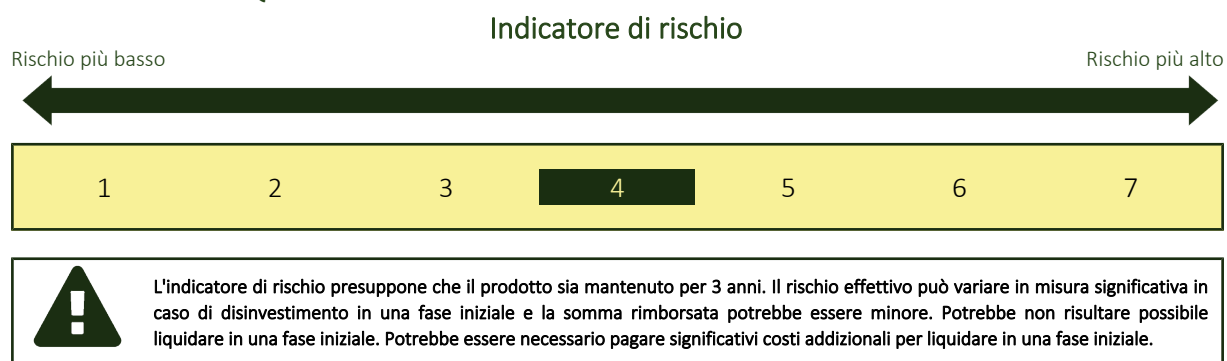 Indicatore di rischio
Rischio più basso
Rischio più alto
1 2 3 4 5 6 7
L'indicatore di rischio presuppone che il prodotto sia mantenuto per 3 anni. Il rischio effettivo può variare in misura significativa in
caso di disinvestimento in una fase iniziale e la somma rimborsata potrebbe essere minore. Potrebbe non risultare possibile
liquidare in una fase iniziale. Potrebbe essere necessario pagare significativi costi addizionali per liquidare in una fase iniziale.